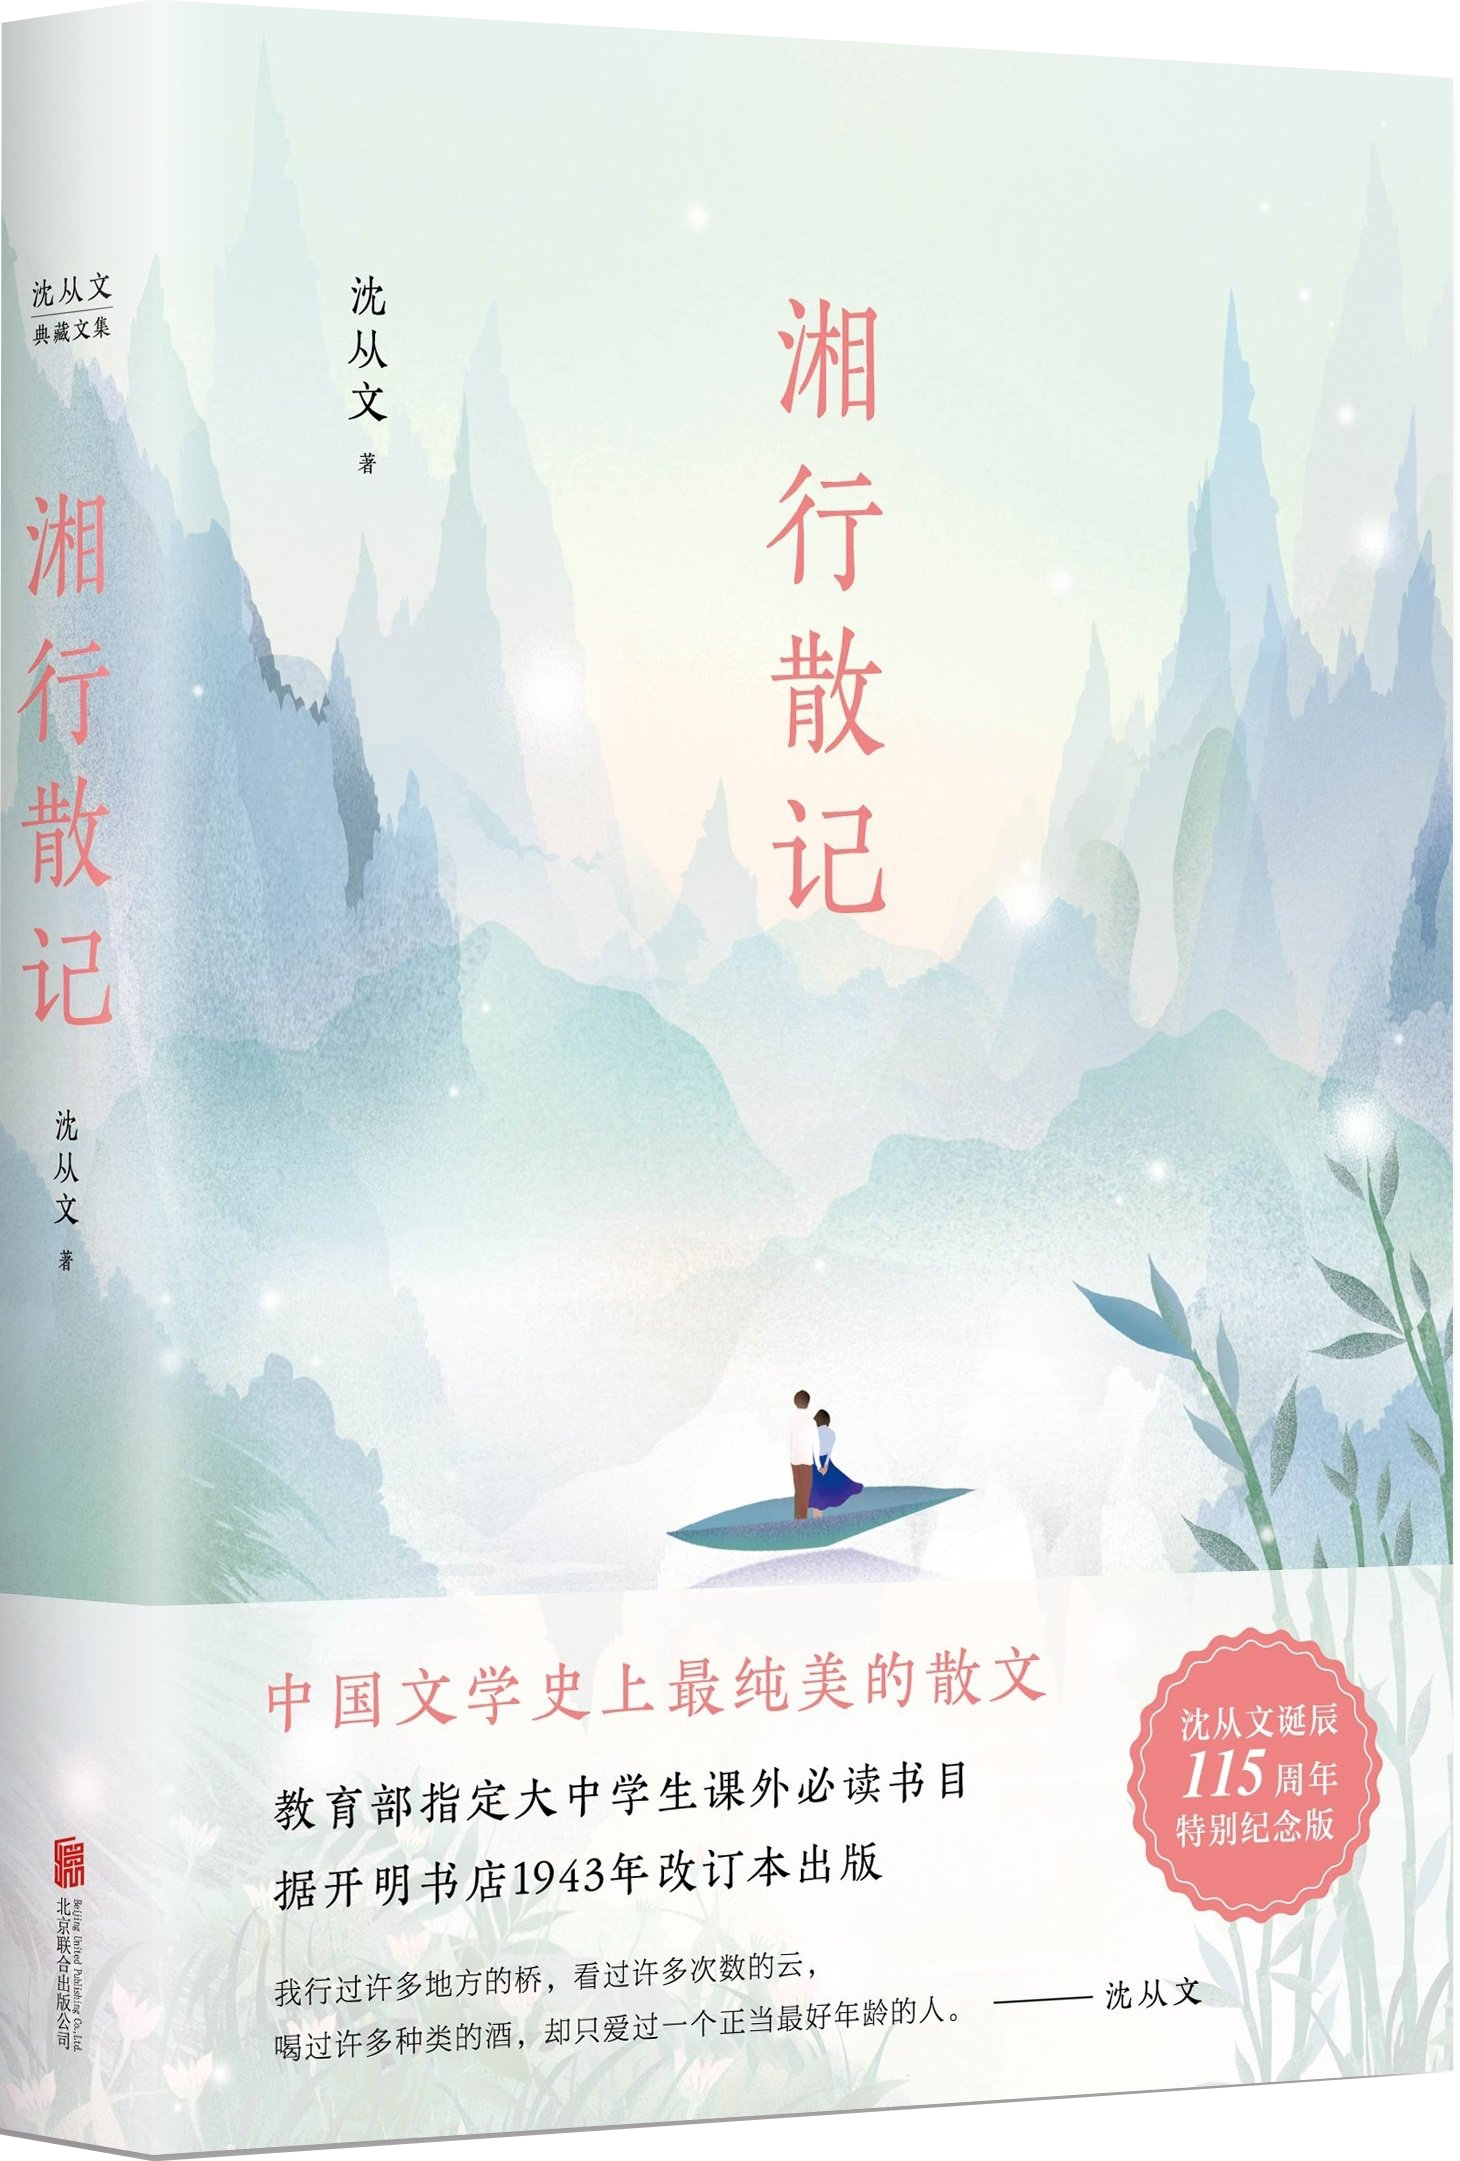 沈从文
典藏文集
湘行散记
沈从文 著
北京联合出版公司
Beijing United Publishing Co.,Ltd.
沈从文 著
湘行散记
中国文学史上最纯美的散文
教育部指定大中学生课外必读书目
据开明书店1943年改订本出版
我行过许多地方的桥，看过许多次数的云，
喝过许多种类的酒，却只爱过一个正当最好年龄的人。
——沈从文
沈从文诞辰
115周年
特别纪念版